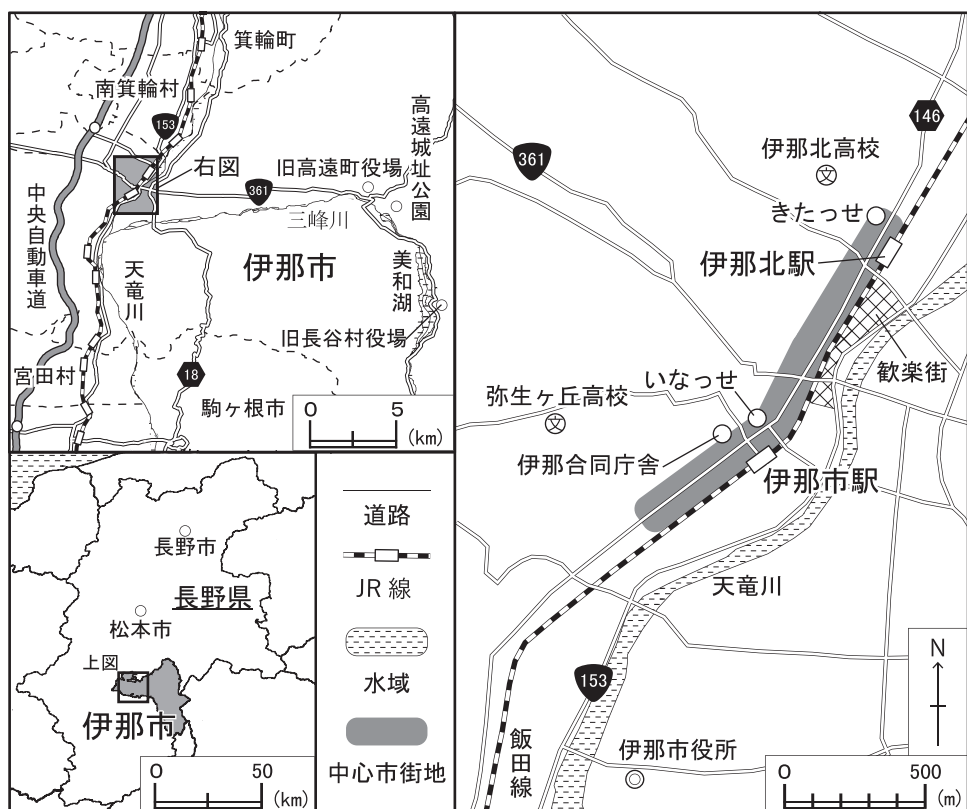 箕輪町
南箕輪村
153
右図
旧高遠町役場
高遠城址公園
361
三峰川
中央自動車道
伊那市
天竜川
美和湖
旧長谷村役場
宮田村
18
駒ヶ根市
0 5
(km)
長野市
長野県
松本市
上図
伊那市
0 50
(km)
道路
JR線
水域
中心市街地
146
伊那北高校
361
きたっせ
伊那北駅
歓楽街
いなっせ
弥生ヶ丘高校
伊那合同庁舎
伊那市駅
天竜川
N
153
飯田線
伊那市役所
0 500
(m)